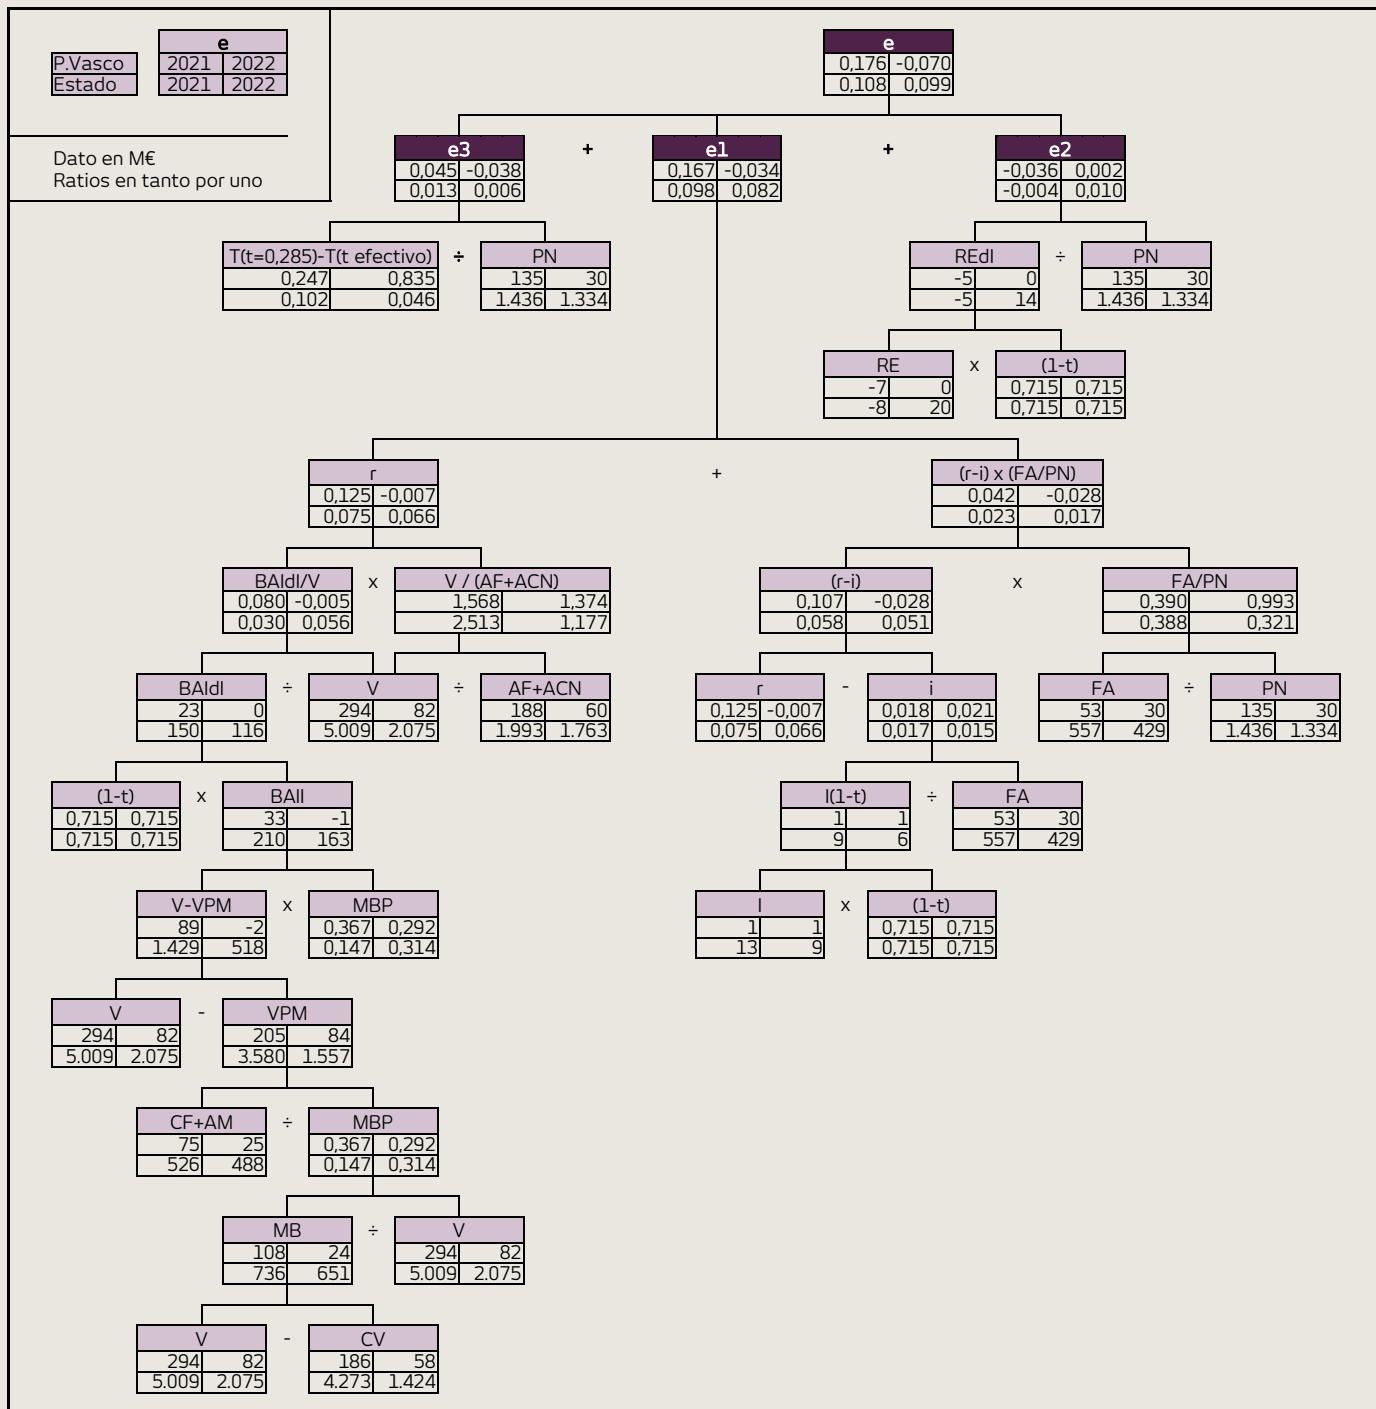 e
P.Vasco 2021 2022
Estado 2021 2022
Dato en M€
Ratios en tanto por uno
e
0,176 -0,070
0,108 0,099
e3 + e1 + e2
0,045 -0,038 0,167 -0,034 -0,036 0,002
0,013 0,006 0,098 0,082 -0,004 0,010
T(t=0,285)-T(t efectivo) ÷ PN REdI ÷ PN
0,247 0,835 135 30 -5 0 135 30
0,102 0,046 1.436 1.334 -5 14 1.436 1.334
RE x (1-t)
-7 0 0,715 0,715
-8 20 0,715 0,715
r + (r-i) x (FA/PN)
0,125 -0,007 0,042 -0,028
0,075 0,066 0,023 0,017
BAIdI/V x V / (AF+ACN) (r-i) x FA/PN
0,080 -0,005 1,568 1,374 0,107 -0,028 0,390 0,993
0,030 0,056 2,513 1,177 0,058 0,051 0,388 0,321
BAIdI ÷ V ÷ AF+ACN r - i FA ÷ PN
23 0 294 82 188 60 0,125 -0,007 0,018 0,021 53 30 135 30
150 116 5.009 2.075 1.993 1.763 0,075 0,066 0,017 0,015 557 429 1.436 1.334
(1-t) x BAII I(1-t) ÷ FA
0,715 0,715 33 -1 1 1 53 30
0,715 0,715 210 163 9 6 557 429
V-VPM x MBP I x (1-t)
89 -2 0,367 0,292 1 1 0,715 0,715
1.429 518 0,147 0,314 13 9 0,715 0,715
V - VPM
294 82 205 84
5.009 2.075 3.580 1.557
CF+AM ÷ MBP
75 25 0,367 0,292
526 488 0,147 0,314
MB ÷ V
108 24 294 82
736 651 5.009 2.075
V - CV
294 82 186 58
5.009 2.075 4.273 1.424